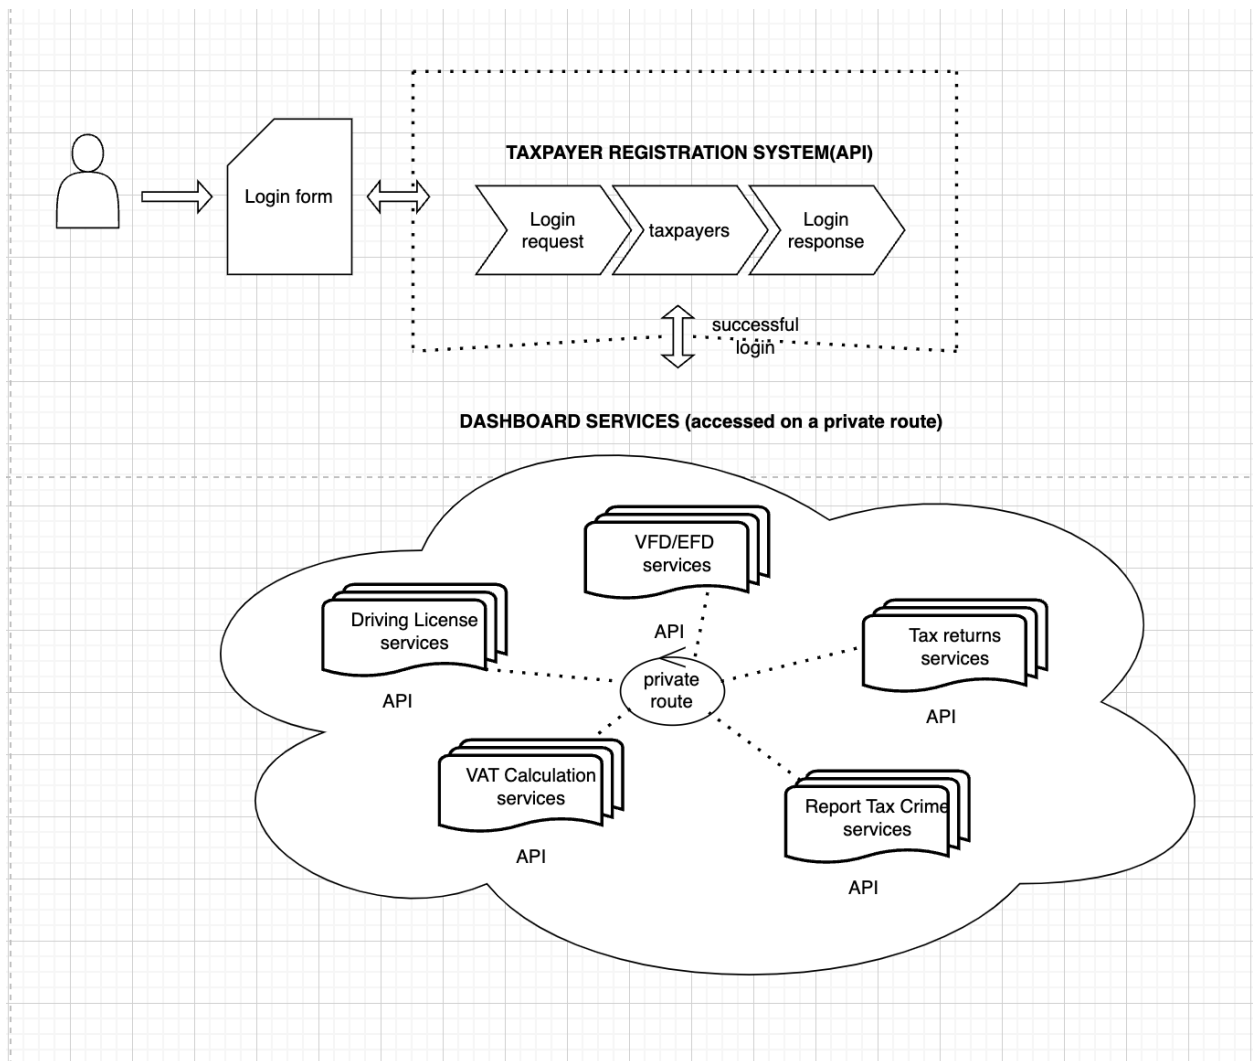 TAXPAYER REGISTRATION SYSTEM(API)
Login form
Login
request
taxpayers
Login
response
successful
login
DASHBOARD SERVICES (accessed on a private route)
VFD/EFD
services
API
Driving License
services
API
Tax returns
services
API
private
route
VAT Calculation
services
API
Report Tax Crime
services
API